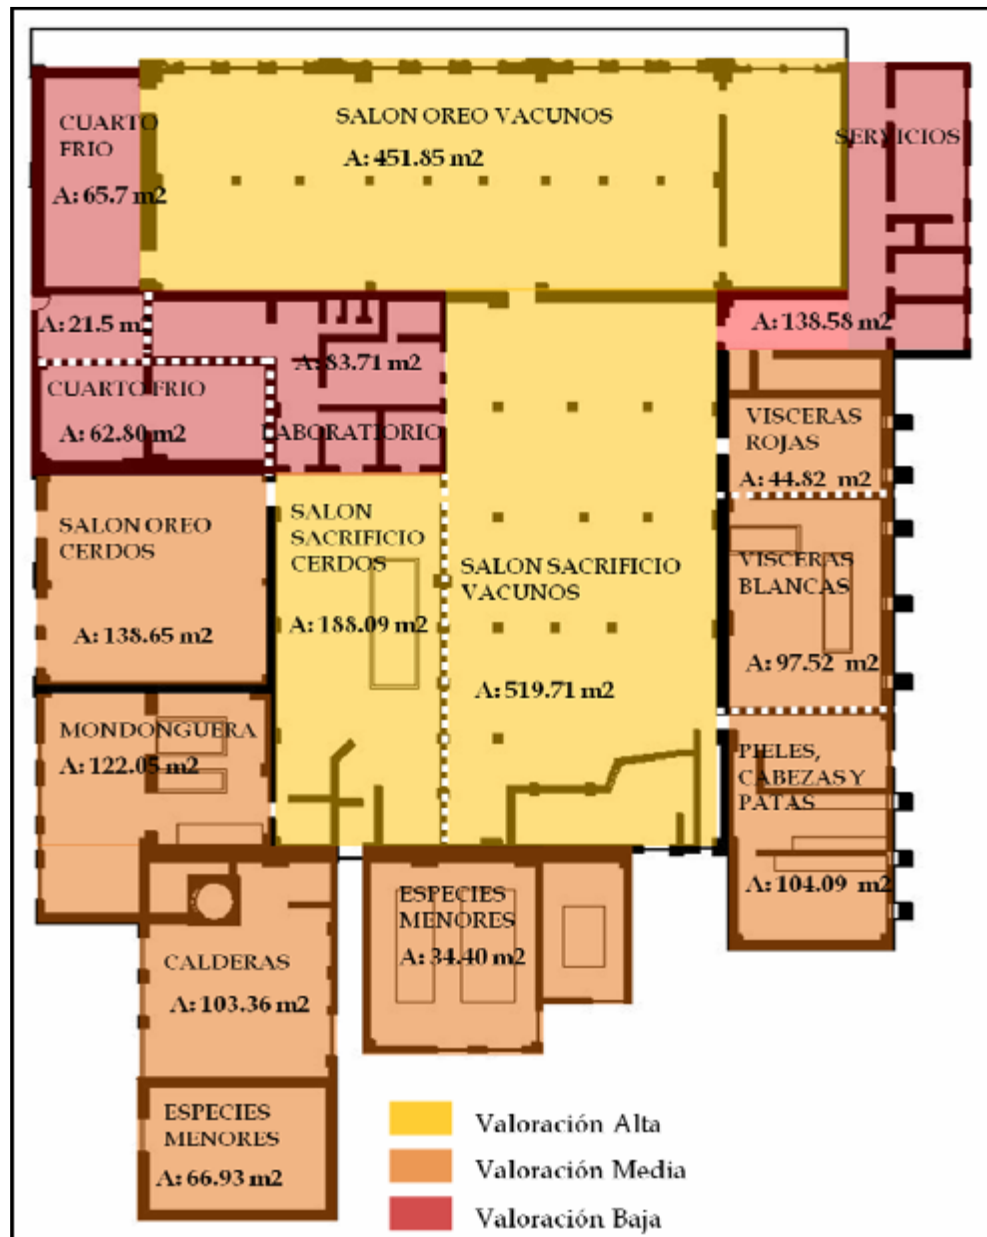 CUARTO
FRIO
A: 65.7 m2
SALON OREO VACUNOS
A: 451.85 m2
SERVICIOS
A: 21.5 m2
A: 83.71 m2
A: 138.58 m2
CUARTO FRIO
A: 62.80 m2
LABORATIORIO
VISCERAS
ROJAS
A: 44.82 m2
SALON OREO
CERDOS
A: 138.65 m2
SALON
SACRIFICIO
CERDOS
A: 188.09 m2
SALON SACRIFICIO
VACUNOS
A: 519.71 m2
VISCERAS
BLANCAS
A: 97.52 m2
MONDONGUERA
A: 122.05 m2
PIELES,
CABEZAS Y
PATAS
A: 104.09 m2
ESPECIES
MENORES
A: 34.40 m2
CALDERAS
A: 103.36 m2
ESPECIES
MENORES
A: 66.93 m2
Valoración Alta
Valoración Media
Valoración Baja